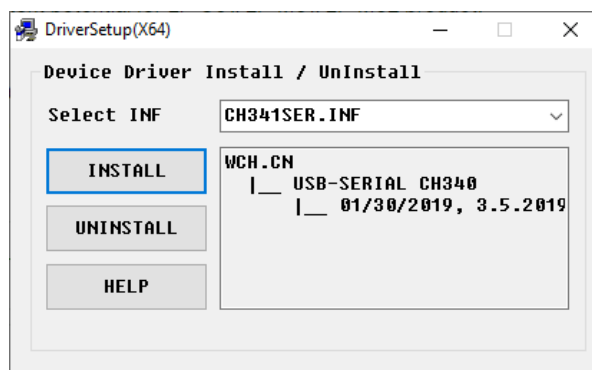 DriverSetup(X64)
Device Driver Install / UnInstall
Select INF
CH341SER.INF
INSTALL
UNINSTALL
HELP
WCH.CN
|__ USB-SERIAL CH340
|__ 01/30/2019, 3.5.2019